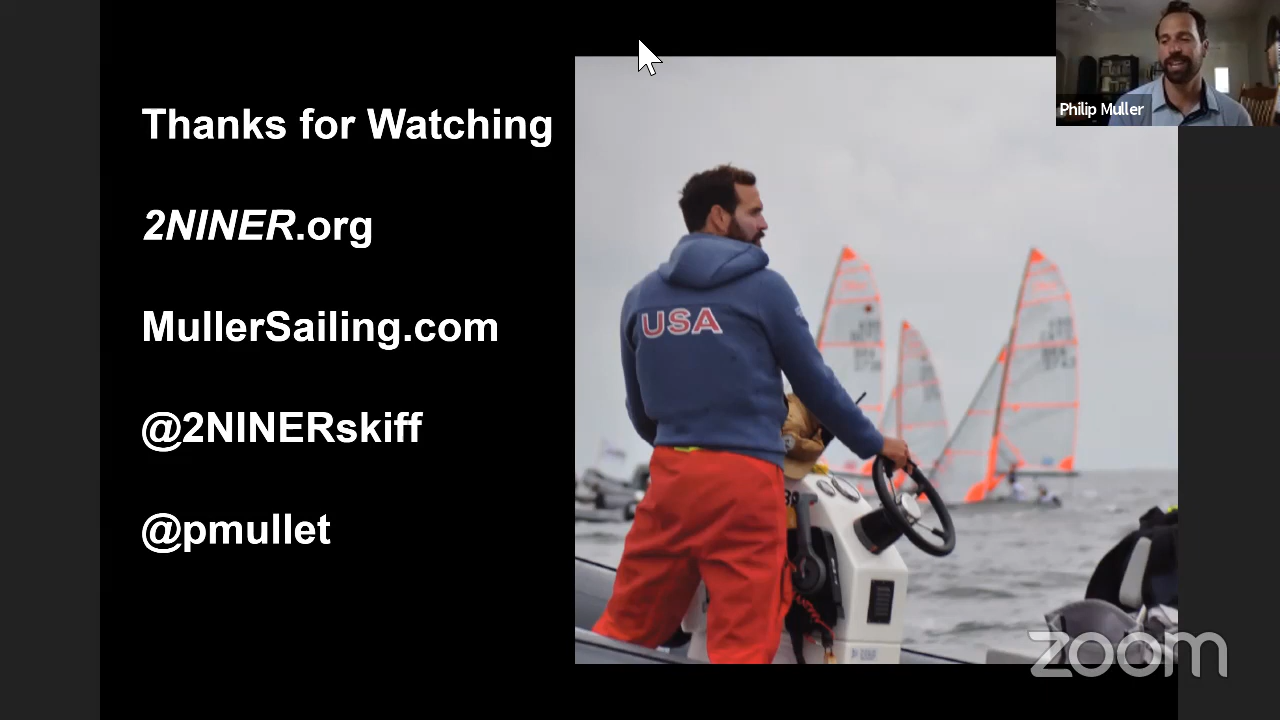 Thanks for Watching
2NINER.org
MullerSailing.com
@2NINERskiff
@pmullet
Philip Muller
USA
zoom